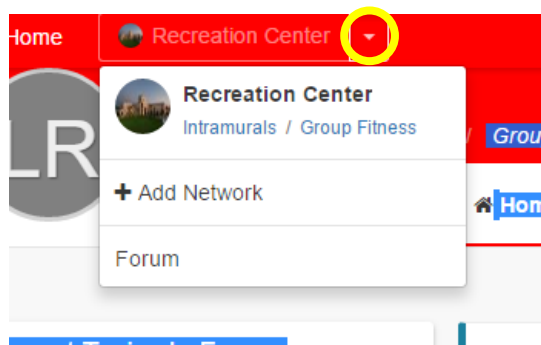 Home Recreation Center
Recreation Center
Intramurals / Group Fitness
LR
/ Grou
+ Add Network
Hom
Forum